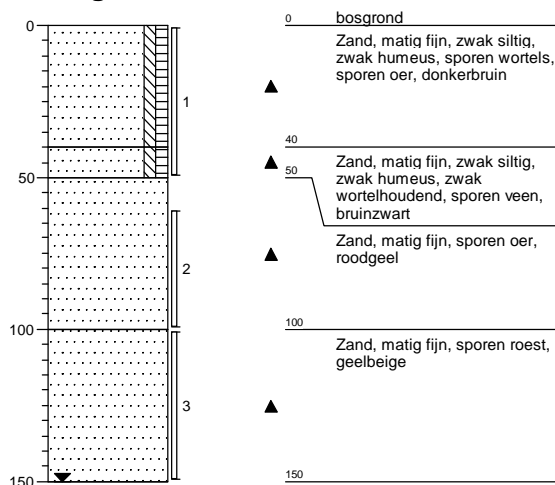 0
50
100
150
1
2
3
0 bosgrond
Zand, matig fijn, zwak siltig,
zwak humeus, sporen wortels,
sporen oer, donkerbruin
40
Zand, matig fijn, zwak siltig,
zwak humeus, zwak
wortelhoudend, sporen veen,
bruinzwart
50
Zand, matig fijn, sporen oer,
roodgeel
100
Zand, matig fijn, sporen roest,
geelbeige
150